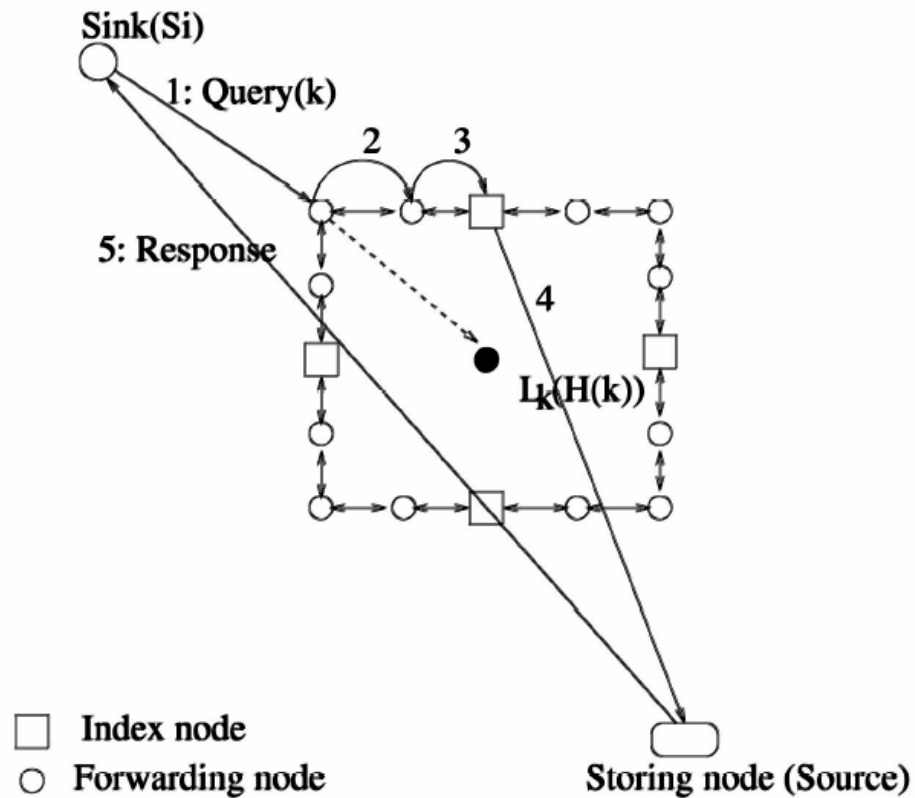 Sink(Si)
1: Query(k)
2
3
5: Response
4
Lk(H(k))
Index node
Forwarding node
Storing node (Source)